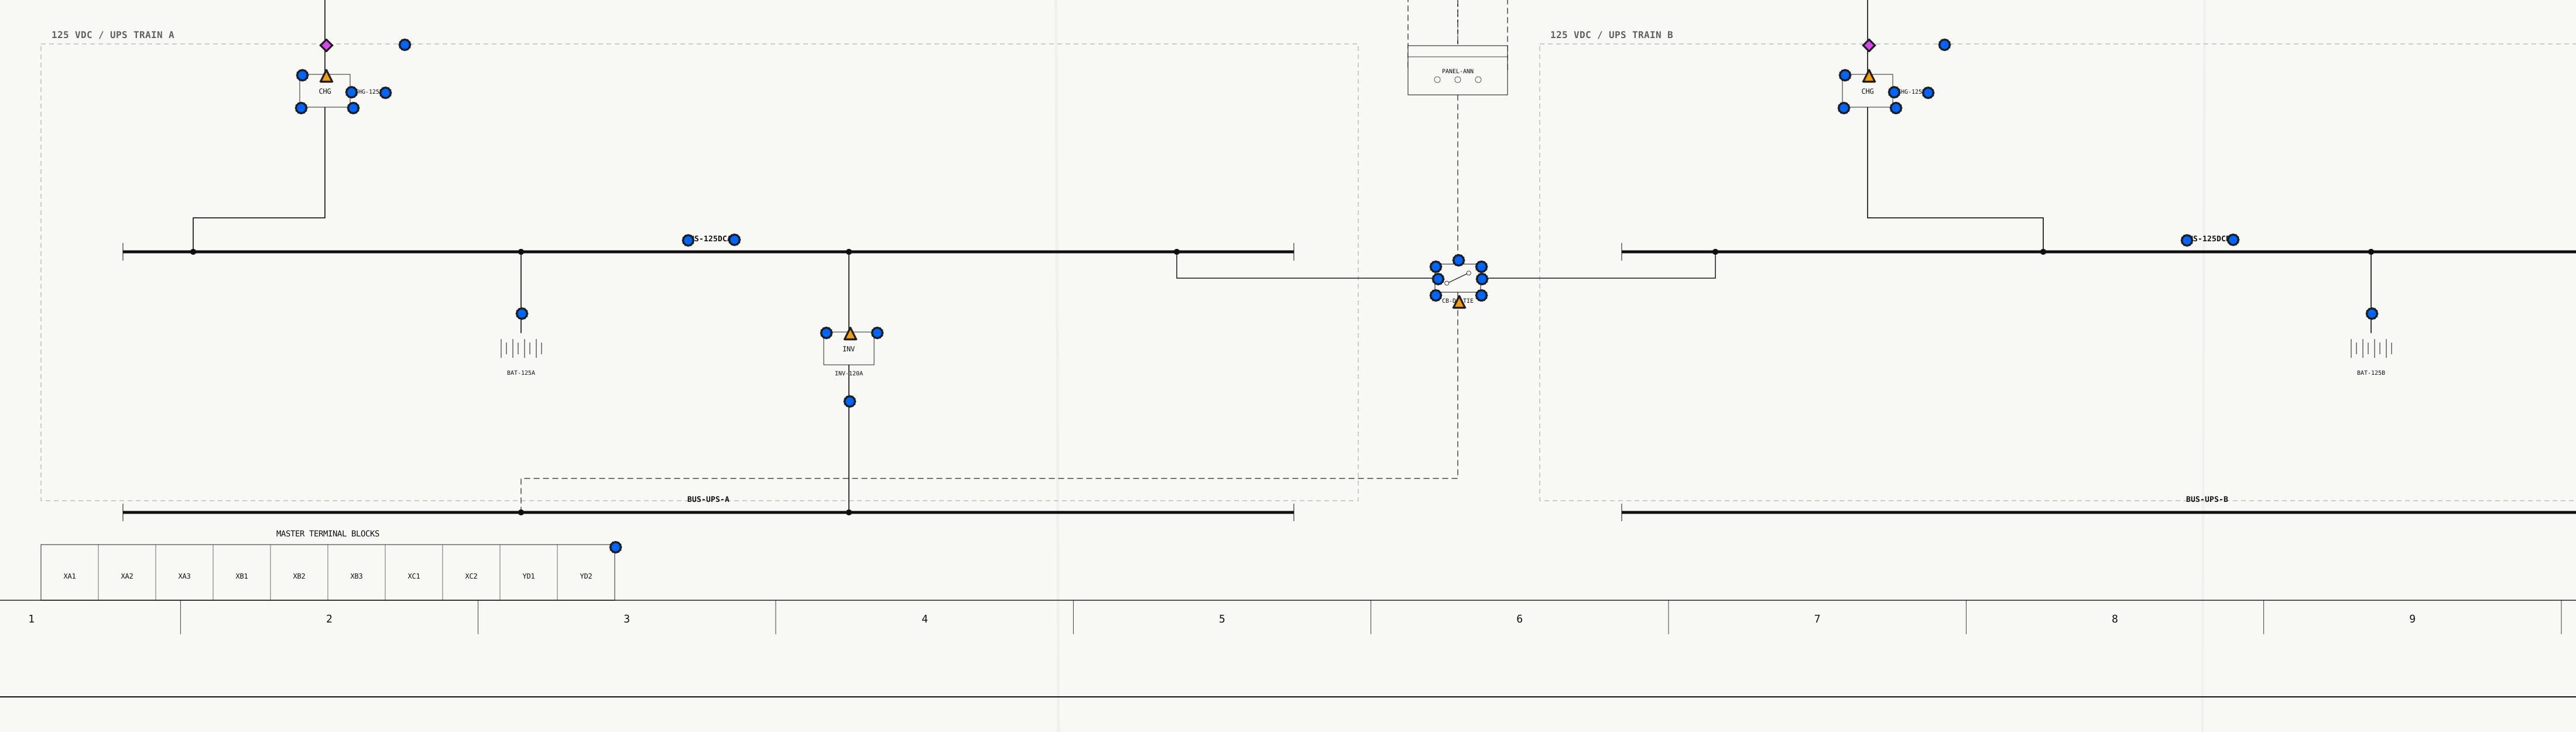 125 VDC / UPS TRAIN A
125 VDC / UPS TRAIN B
PANEL-ANN
CHG
CHG
BAT-125A
INV
INV-120A
BAT-125B
BUS-UPS-A
BUS-UPS-B
MASTER TERMINAL BLOCKS
XA1 XA2 XA3 XB1 XB2 XB3 XC1 XC2 YD1 YD2
1 2 3 4 5 6 7 8 9